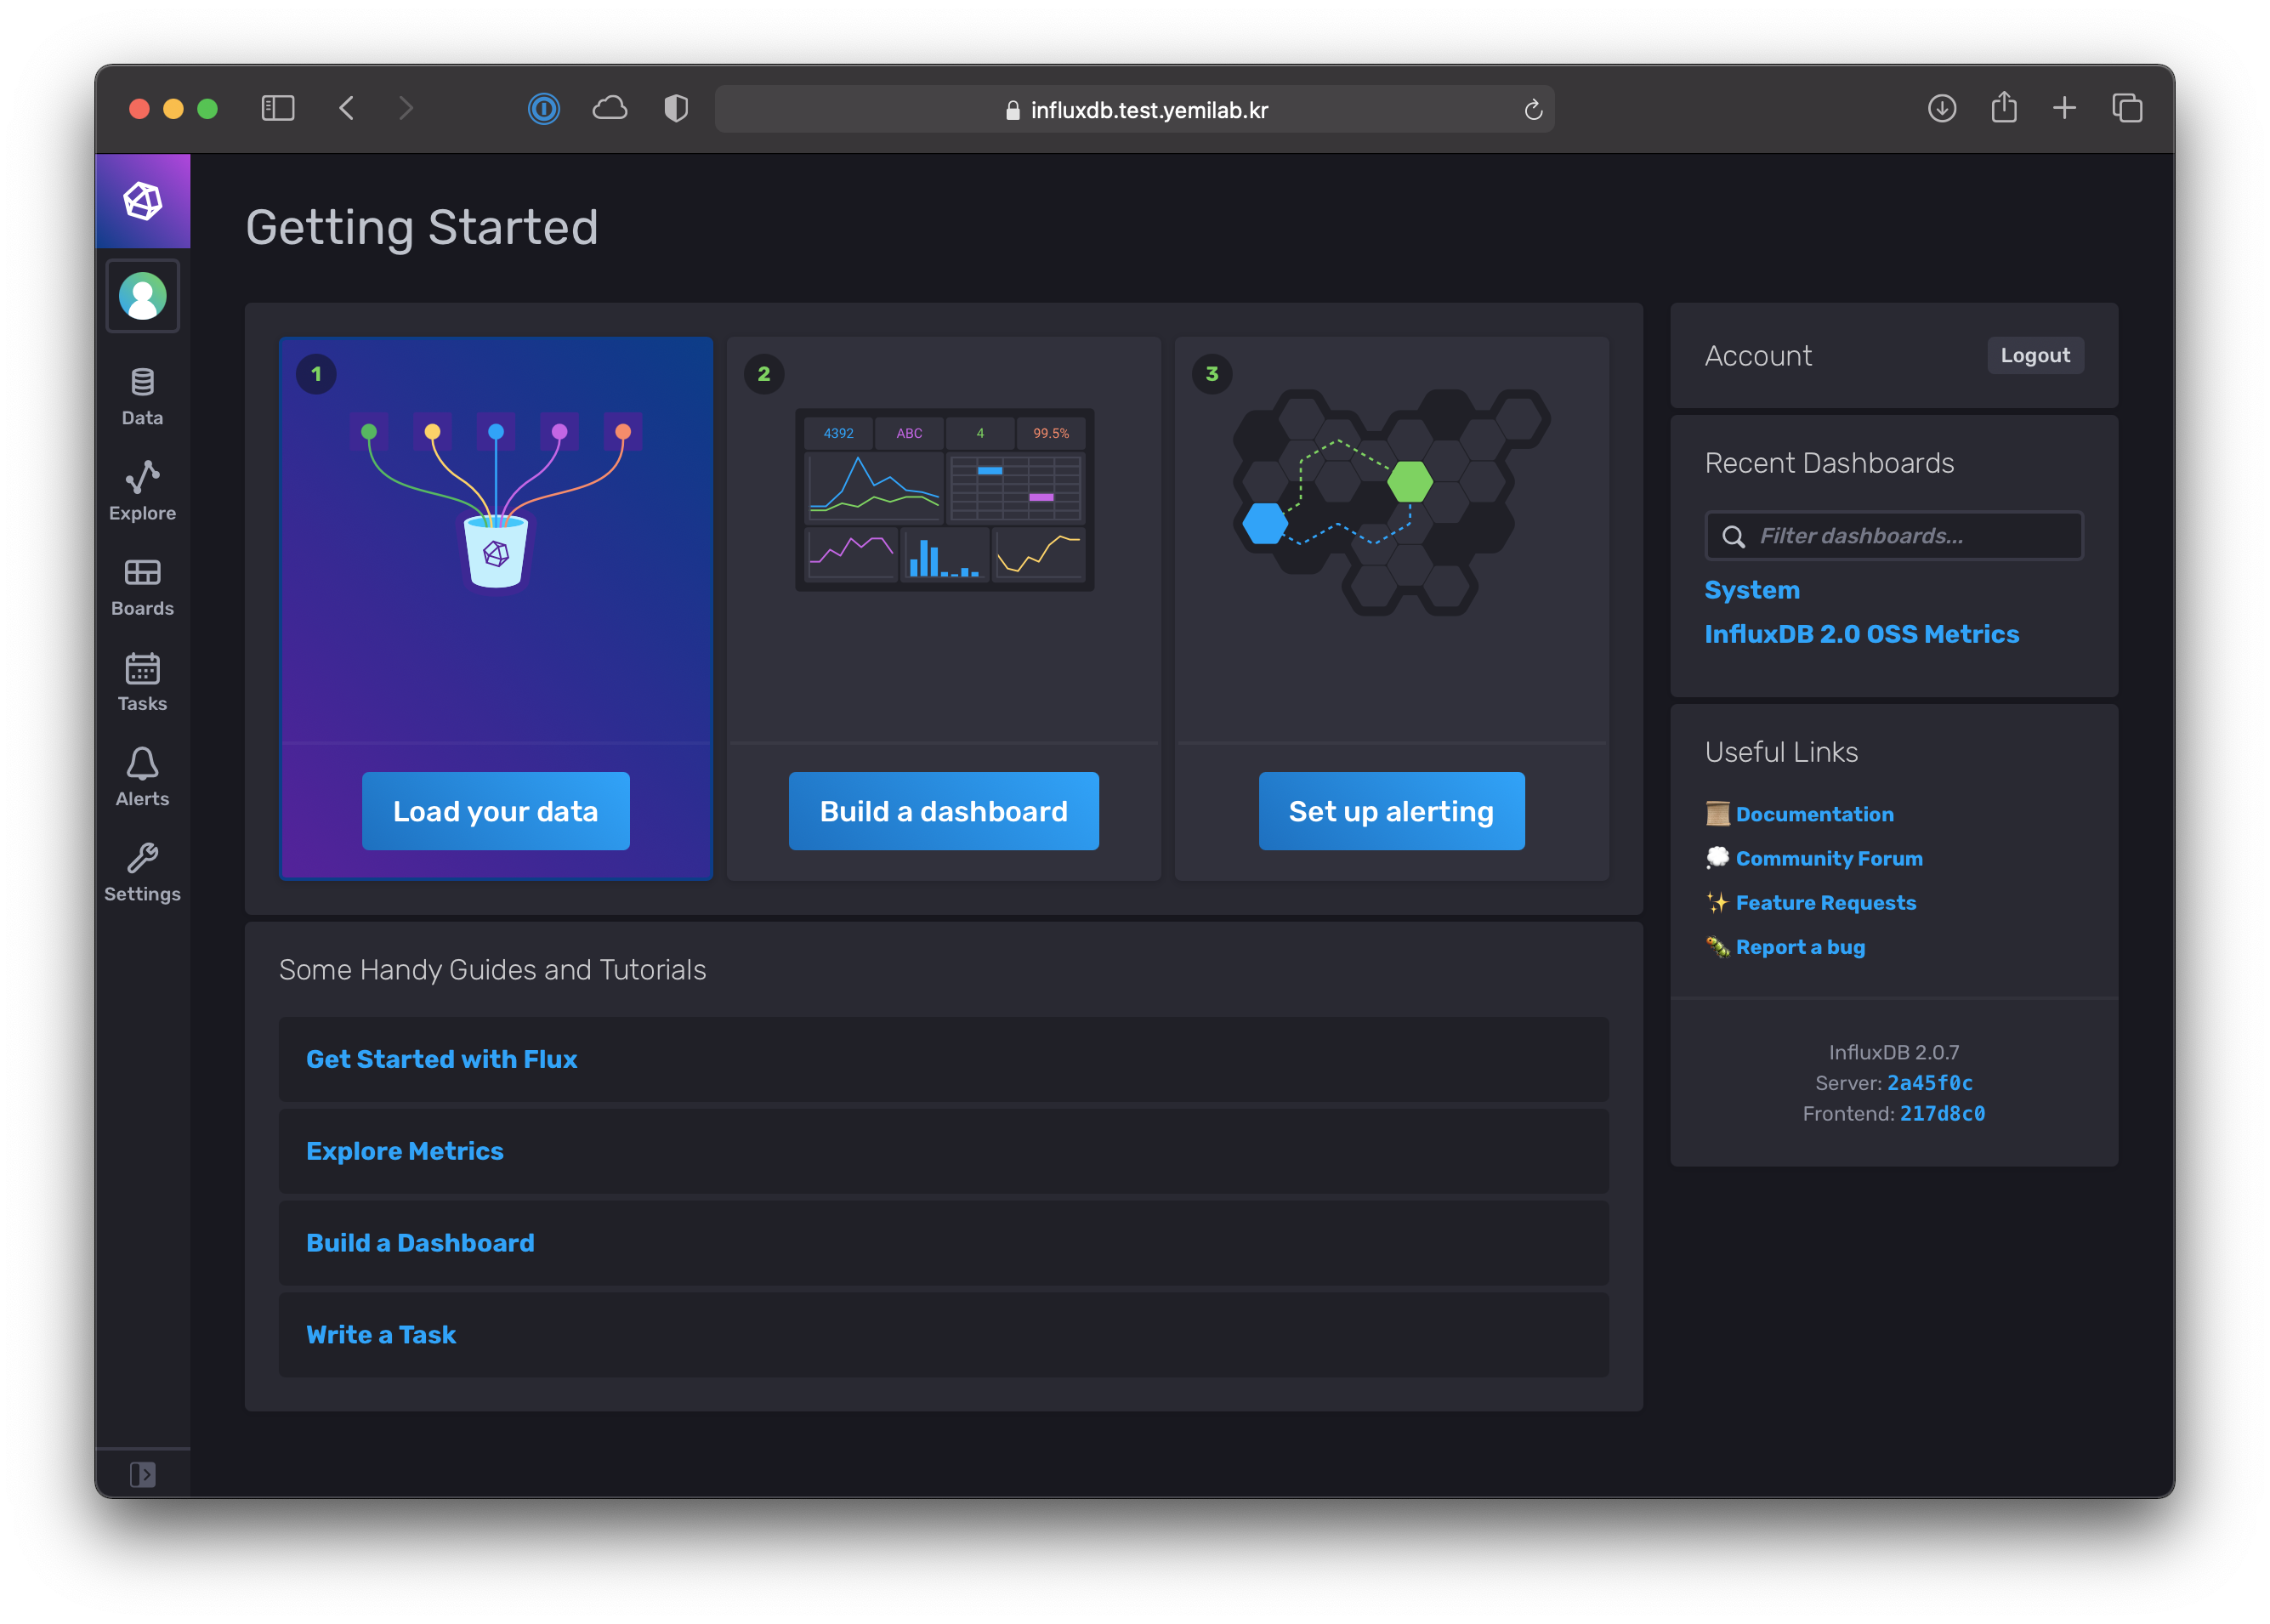 influxdb.test.yemilab.kr
Getting Started
Data
Explore
Boards
Tasks
Alerts
Settings
1
Load your data
2
4392 ABC 4 99.5%
Build a dashboard
3
Set up alerting
Some Handy Guides and Tutorials
Get Started with Flux
Explore Metrics
Build a Dashboard
Write a Task
Account
Logout
Recent Dashboards
Filter dashboards...
System
InfluxDB 2.0 OSS Metrics
Useful Links
Documentation
Community Forum
Feature Requests
Report a bug
InfluxDB 2.0.7
Server: 2a45f0c
Frontend: 217d8c0